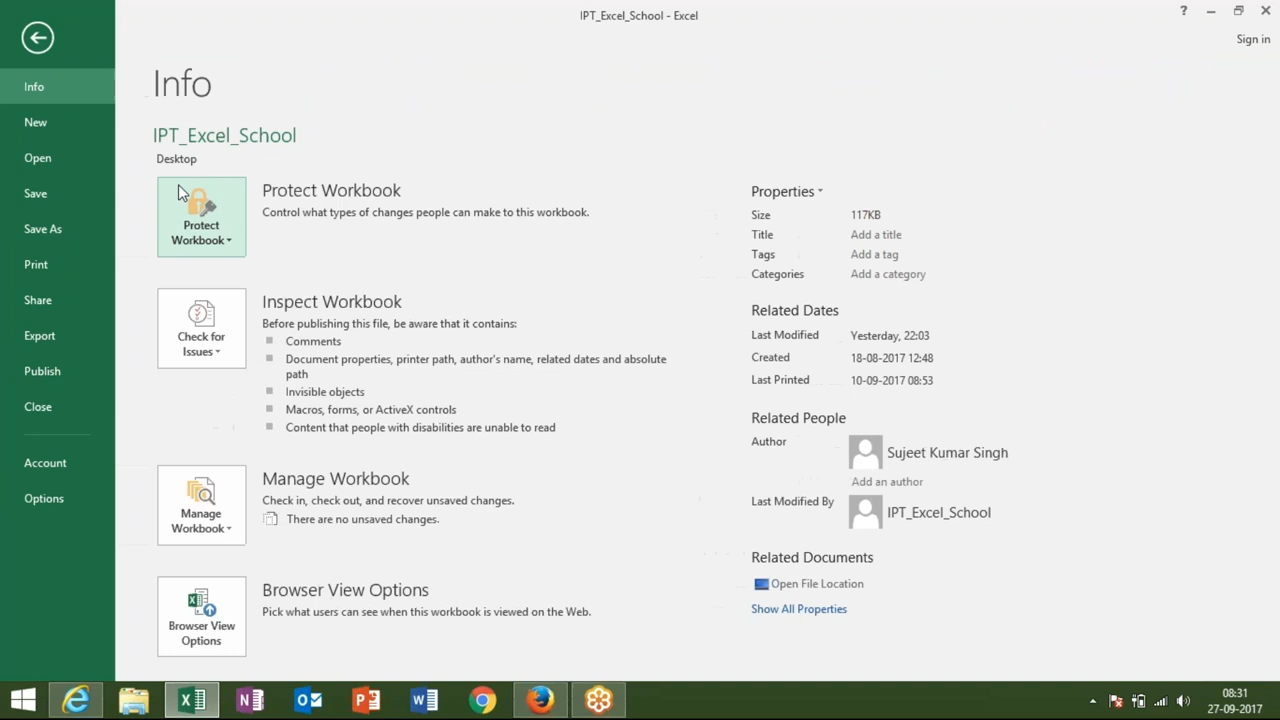 IPT_Excel_School - Excel
?
Sign in
Info
New
Open
Save
Save As
Print
Share
Export
Publish
Close
Account
Options
Info
IPT_Excel_School
Desktop
Protect
Workbook
Protect Workbook
Control what types of changes people can make to this workbook.
Check for
Issues
Inspect Workbook
Before publishing this file, be aware that it contains:
Comments
Document properties, printer path, author's name, related dates and absolute
path
Invisible objects
Macros, forms, or ActiveX controls
Content that people with disabilities are unable to read
Manage
Workbook
Manage Workbook
Check in, check out, and recover unsaved changes.
There are no unsaved changes.
Browser View
Options
Browser View Options
Pick what users can see when this workbook is viewed on the Web.
Properties
Size 117KB
Title Add a title
Tags Add a tag
Categories Add a category
Related Dates
Last Modified Yesterday, 22:03
Created 18-08-2017 12:48
Last Printed 10-09-2017 08:53
Related People
Author Sujeet Kumar Singh
Add an author
Last Modified By IPT_Excel_School
Related Documents
Open File Location
Show All Properties
08:31
27-09-2017